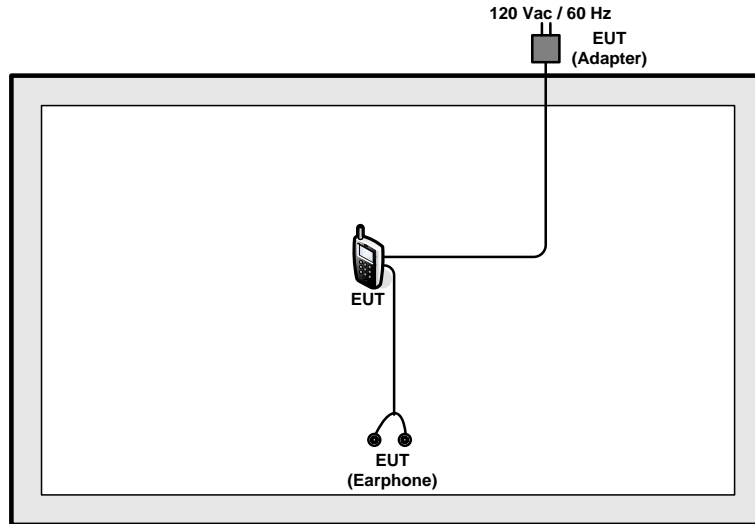 120 Vac / 60 Hz
EUT
(Adapter)
EUT
EUT
(Earphone)